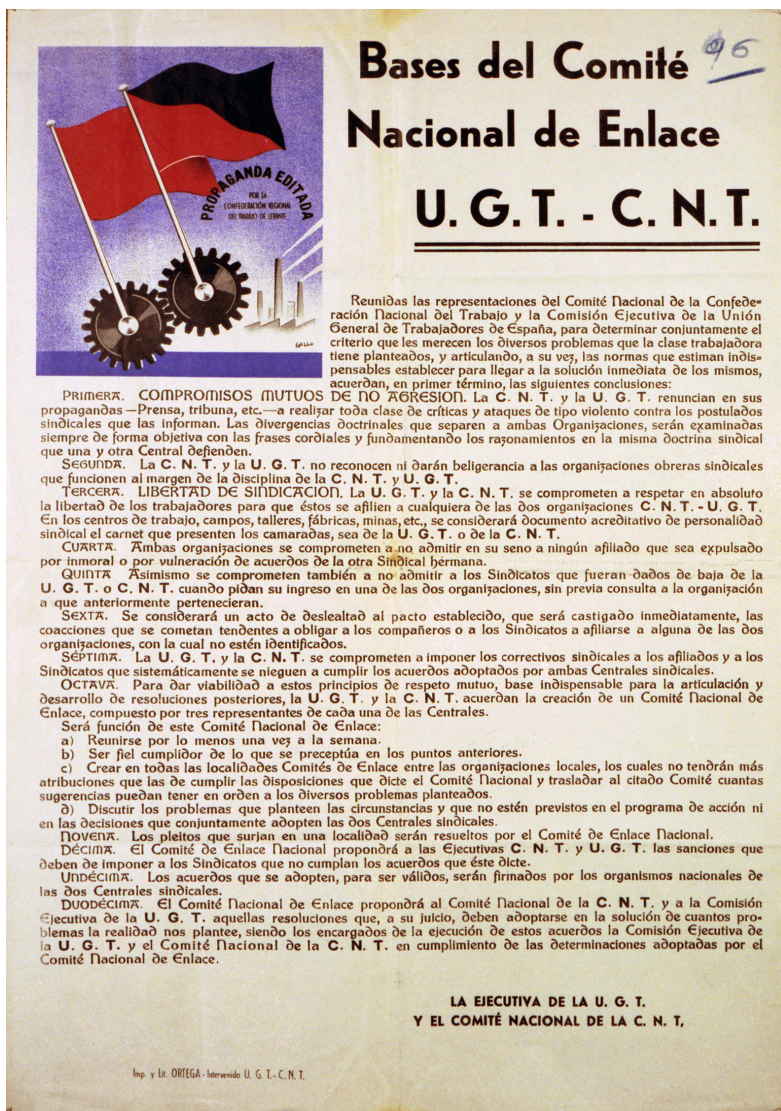 Bases del Comité
Nacional de Enlace
U. G. T. - C. N. T.
96
PROPAGANDA EDITADA
POR LA
CONFEDERACIÓN REGIONAL
DEL TRABAJO DE LEVANTE
GALLO
Reunidas las representaciones del Comité Nacional de la Confede-
ración Nacional del Trabajo y la Comisión Ejecutiva de la Unión
General de Trabajadores de España, para determinar conjuntamente el
criterio que les merecen los diversos problemas que la clase trabajadora
tiene planteados, y articulando, a su vez, las normas que estiman indis-
pensables establecer para llegar a la solución inmediata de los mismos,
acuerdan, en primer término, las siguientes conclusiones:
PRIMERA. COMPROMISOS MUTUOS DE NO AGRESION. La C. N. T. y la U. G. T. renuncian en sus
propagandas —Prensa, tribuna, etc.— a realizar toda clase de críticas y ataques de tipo violento contra los postulados
sindicales que las informan. Las divergencias doctrinales que separen a ambas Organizaciones, serán examinadas
siempre de forma objetiva con las frases cordiales y fundamentando los razonamientos en la misma doctrina sindical
que una y otra Central defienden.
SEGUNDA. La C. N. T. y la U. G. T. no reconocen ni darán beligerancia a las organizaciones obreras sindicales
que funcionen al margen de la disciplina de la C. N. T. y U. G. T.
TERCERA. LIBERTAD DE SINDICACION. La U. G. T. y la C. N. T. se comprometen a respetar en absoluto
la libertad de los trabajadores para que éstos se afilien a cualquiera de las dos organizaciones C. N. T. - U. G. T.
En los centros de trabajo, campos, talleres, fábricas, minas, etc., se considerará documento acreditativo de personalidad
sindical el carnet que presenten los camaradas, sea de la U. G. T. o de la C. N. T.
CUARTA. Ambas organizaciones se comprometen a no admitir en su seno a ningún afiliado que sea expulsado
por inmoral o por vulneración de acuerdos de la otra Sindical hermana.
QUINTA Asimismo se comprometen también a no admitir a los Sindicatos que fueran dados de baja de la
U. G. T. o C. N. T. cuando pidan su ingreso en una de las dos organizaciones, sin previa consulta a la organización
a que anteriormente pertenecieran.
SEXTA. Se considerará un acto de deslealtad al pacto establecido, que será castigado inmediatamente, las
coacciones que se cometan tendentes a obligar a los compañeros o a los Sindicatos a afiliarse a alguna de las dos
organizaciones, con la cual no estén identificados.
SÉPTIMA. La U. G. T. y la C. N. T. se comprometen a imponer los correctivos sindicales a los afiliados y a los
Sindicatos que sistemáticamente se nieguen a cumplir los acuerdos adoptados por ambas Centrales sindicales.
OCTAVA. Para dar viabilidad a estos principios de respeto mutuo, base indispensable para la articulación y
desarrollo de resoluciones posteriores, la U. G. T. y la C. N. T. acuerdan la creación de un Comité Nacional de
Enlace, compuesto por tres representantes de cada una de las Centrales.
Será función de este Comité Nacional de Enlace:
a) Reunirse por lo menos una vez a la semana.
b) Ser fiel cumplidor de lo que se preceptúa en los puntos anteriores.
c) Crear en todas las localidades Comités de Enlace entre las organizaciones locales, los cuales no tendrán más
atribuciones que las de cumplir las disposiciones que dicte el Comité Nacional y trasladar al citado Comité cuantas
sugerencias puedan tener en orden a los diversos problemas planteados.
d) Discutir los problemas que planteen las circunstancias y que no estén previstos en el programa de acción ni
en las decisiones que conjuntamente adopten las dos Centrales sindicales.
NOVENA. Los pleitos que surjan en una localidad serán resueltos por el Comité de Enlace Nacional.
DÉCIMA. El Comité de Enlace Nacional propondrá a las Ejecutivas C. N. T. y U. G. T. las sanciones que
deben de imponer a los Sindicatos que no cumplan los acuerdos que éste dicte.
UNDÉCIMA. Los acuerdos que se adopten, para ser válidos, serán firmados por los organismos nacionales de
las dos Centrales sindicales.
DUODÉCIMA. El Comité Nacional de Enlace propondrá al Comité Nacional de la C. N. T. y a la Comisión
Ejecutiva de la U. G. T. aquellas resoluciones que, a su juicio, deben adoptarse en la solución de cuantos pro-
blemas la realidad nos plantee, siendo los encargados de la ejecución de estos acuerdos la Comisión Ejecutiva de
la U. G. T. y el Comité Nacional de la C. N. T. en cumplimiento de las determinaciones adoptadas por el
Comité Nacional de Enlace.
LA EJECUTIVA DE LA U. G. T.
Y EL COMITÉ NACIONAL DE LA C. N. T.
Imp. y Lit. ORTEGA - Intervenido U. G. T. - C. N. T.